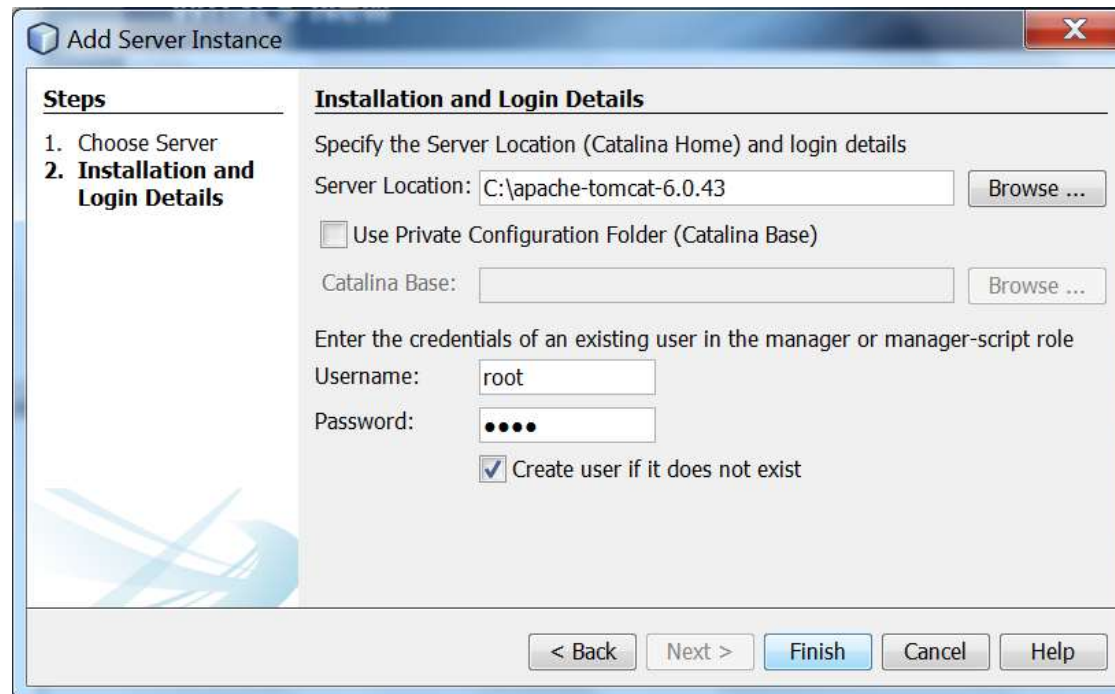 What's New
Add Server Instance
Steps
1. Choose Server
2. Installation and
Login Details
Installation and Login Details
Specify the Server Location (Catalina Home) and login details
Server Location: C:\apache-tomcat-6.0.43 Browse ...
Use Private Configuration Folder (Catalina Base)
Catalina Base: Browse ...
Enter the credentials of an existing user in the manager or manager-script role
Username: root
Password: ••••
Create user if it does not exist
< Back Next > Finish Cancel Help